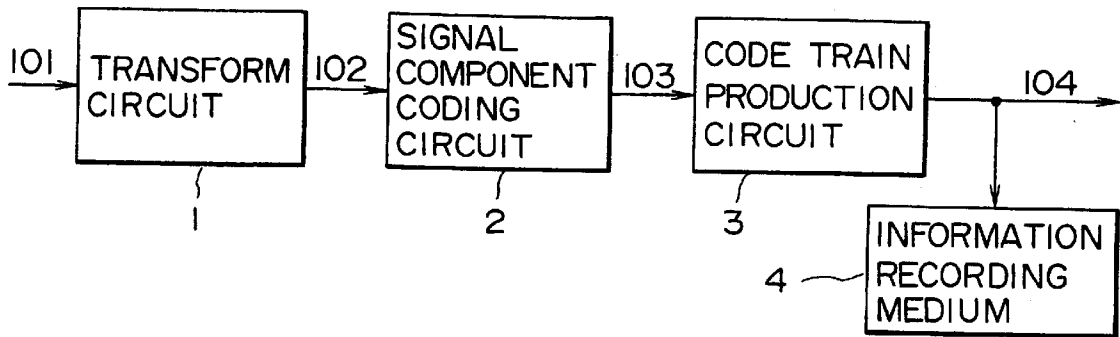 101
TRANSFORM
CIRCUIT
1
102
SIGNAL
COMPONENT
CODING
CIRCUIT
2
103
CODE TRAIN
PRODUCTION
CIRCUIT
3
104
INFORMATION
RECORDING
MEDIUM
4